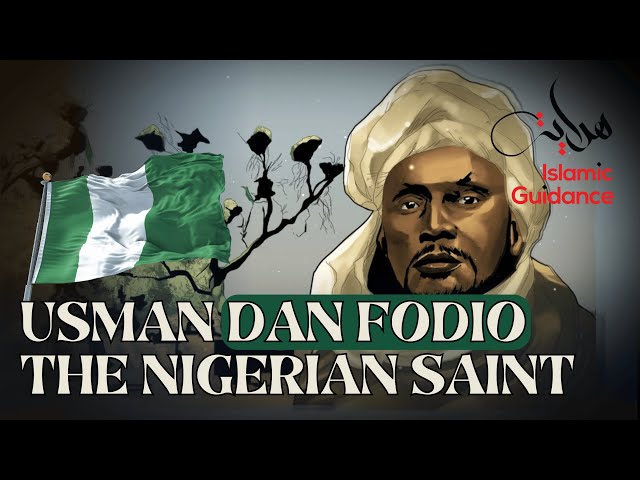 هداية
Islamic
Guidance
USMAN DAN FODIO
THE NIGERIAN SAINT